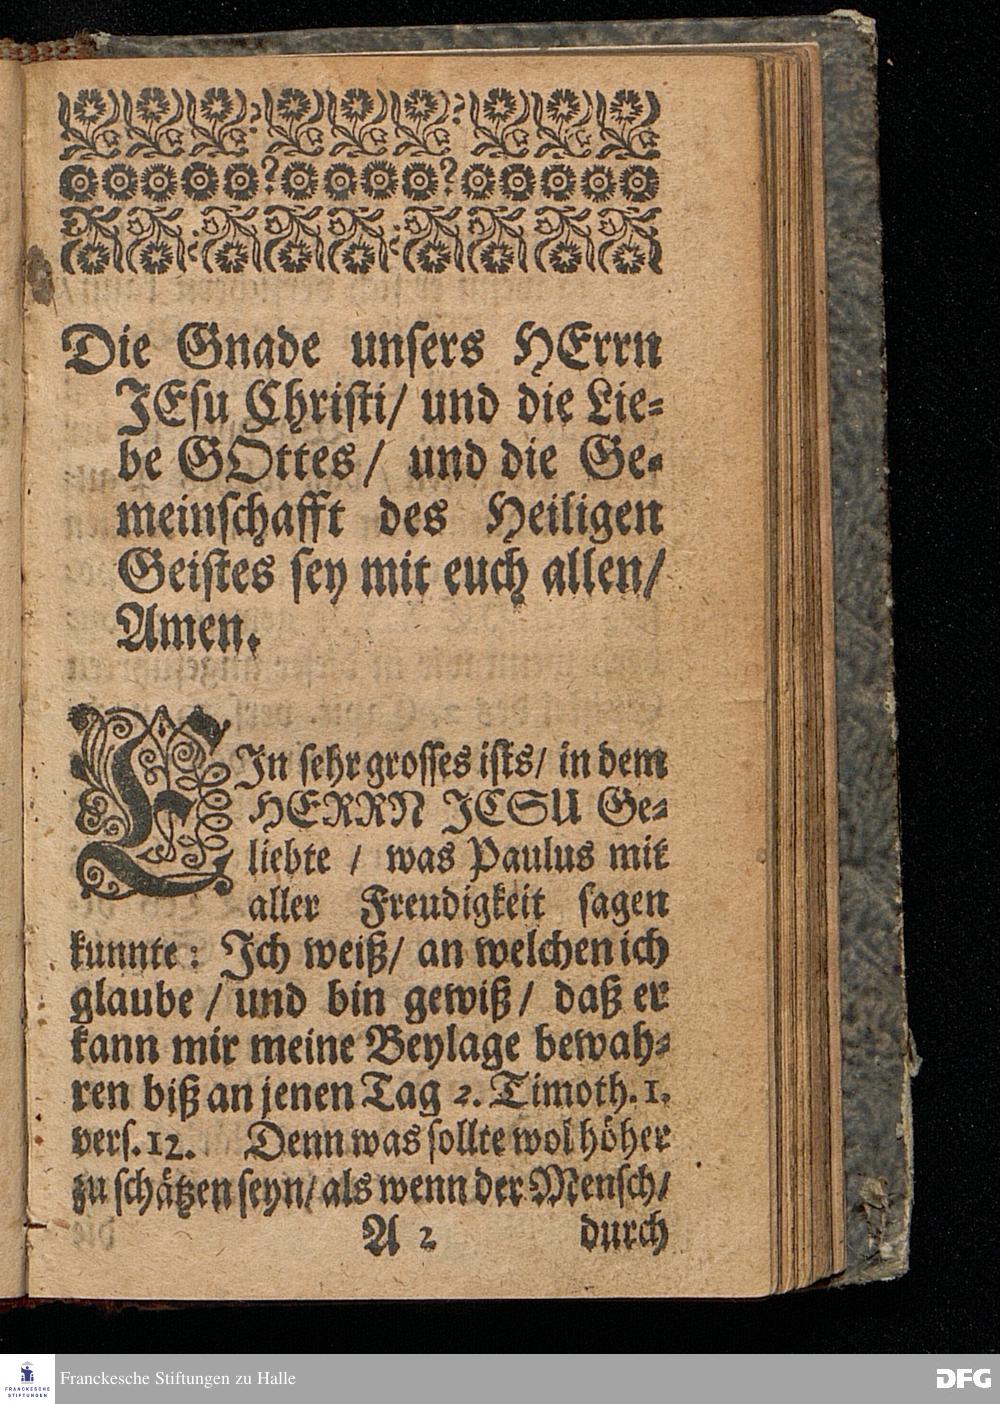 Die Gnade unsers HErrn
JEsu Christi/ und die Lie-
be GOttes/ und die Ge-
meinschafft des Heiligen
Geistes sey mit euch allen/
Amen.
EIn sehr grosses ists/ in dem
HERRN JESU Ge-
liebte / was Paulus mit
aller Freudigkeit sagen
kunnte: Ich weiß/ an welchen ich
glaube / und bin gewiß/ daß er
kann mir meine Beylage bewah-
ren biß an jenen Tag 2. Timoth. 1.
vers. 12. Denn was sollte wol höher
zu schätzen seyn/ als wenn der Mensch/
A 2 durch
FRANCKESCHE STIFTUNGEN
Franckesche Stiftungen zu Halle
DFG